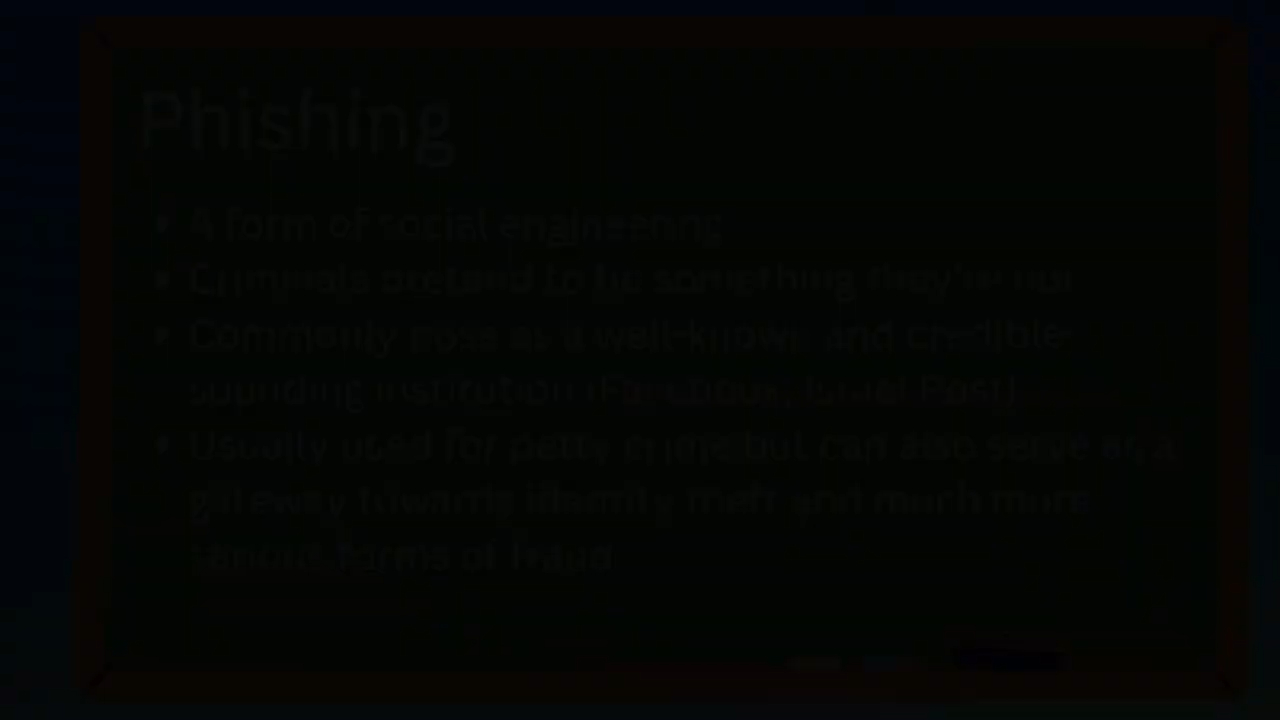 Phishing
• A form of social engineering
• Criminals pretend to be something they're not
• Commonly pose as a well-known and credible-
sounding institution (Facebook, Post)
• Usually used for petty crime but can also serve as a
gateway towards identity theft and much more
serious forms of fraud